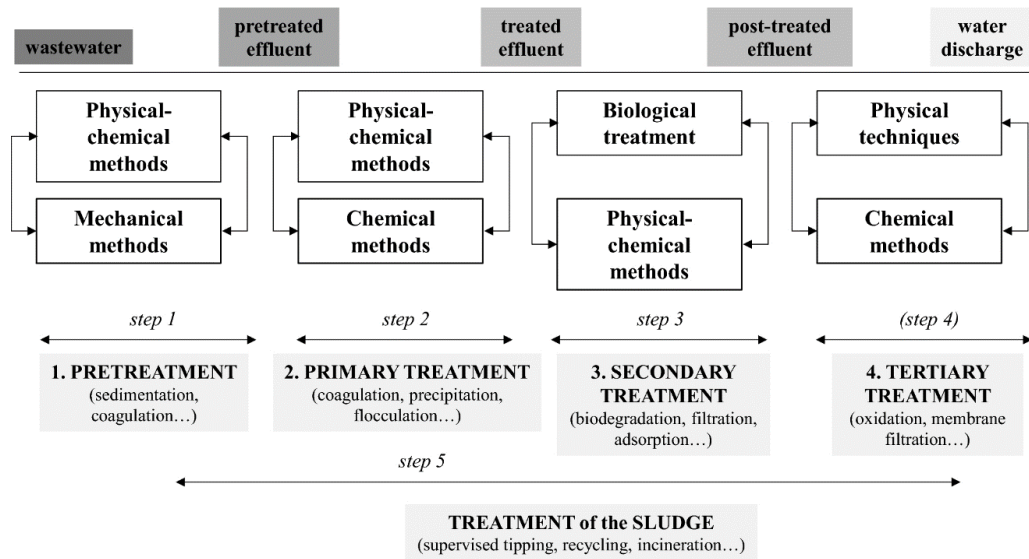 wastewater
pretreated
effluent
treated
effluent
post-treated
effluent
water
discharge
Physical-
chemical
methods
Mechanical
methods
Physical-
chemical
methods
Chemical
methods
Biological
treatment
Physical-
chemical
methods
Physical
techniques
Chemical
methods
step 1
step 2
step 3
(step 4)
1. PRETREATMENT
(sedimentation,
coagulation…)
2. PRIMARY TREATMENT
(coagulation, precipitation,
flocculation…)
3. SECONDARY
TREATMENT
(biodegradation, filtration,
adsorption…)
4. TERTIARY
TREATMENT
(oxidation, membrane
filtration…)
step 5
TREATMENT of the SLUDGE
(supervised tipping, recycling, incineration…)